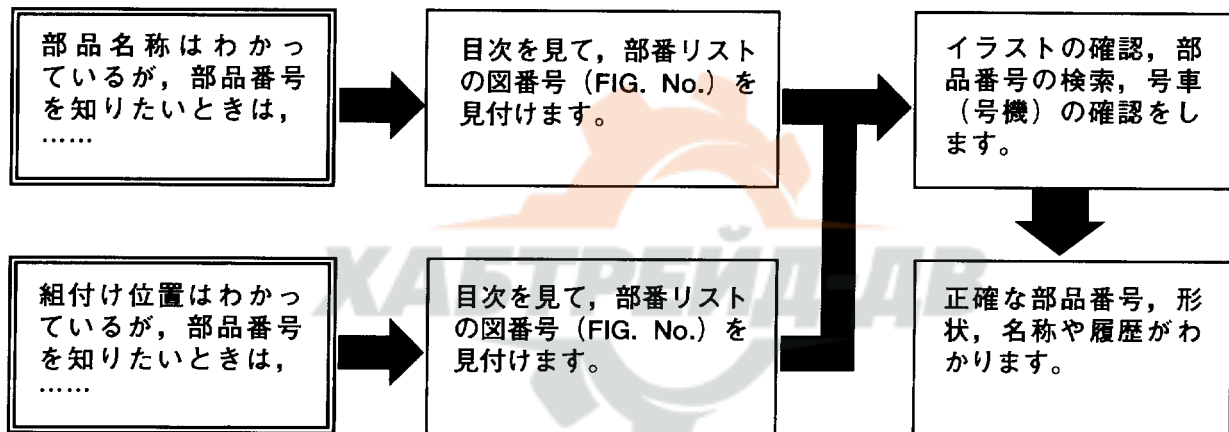 部品名称はわかっ
ているが，部品番号
を知りたいときは，
……
目次を見て，部番リスト
の図番号（FIG. No.）を
見付けます。
イラストの確認，部
品番号の検索，号車
（号機）の確認をし
ます。
組付け位置はわかっ
ているが，部品番号
を知りたいときは，
……
目次を見て，部番リスト
の図番号（FIG. No.）を
見付けます。
正確な部品番号，形
状，名称や履歴がわ
かります。
ХАБТРЕЙД-ДВ